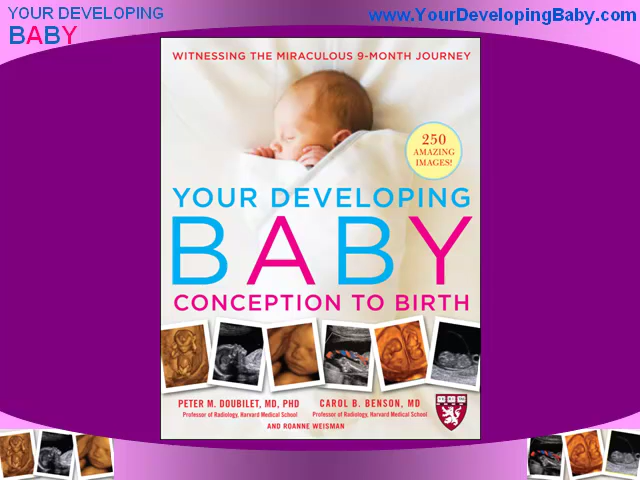 YOUR DEVELOPING
BABY
www.YourDevelopingBaby.com
WITNESSING THE MIRACULOUS 9-MONTH JOURNEY
250
AMAZING
IMAGES!
YOUR DEVELOPING
BABY
CONCEPTION TO BIRTH
PETER M. DOUBILET, MD, PHD
Professor of Radiology, Harvard Medical School
CAROL B. BENSON, MD
Professor of Radiology, Harvard Medical School
AND ROANNE WEISMAN